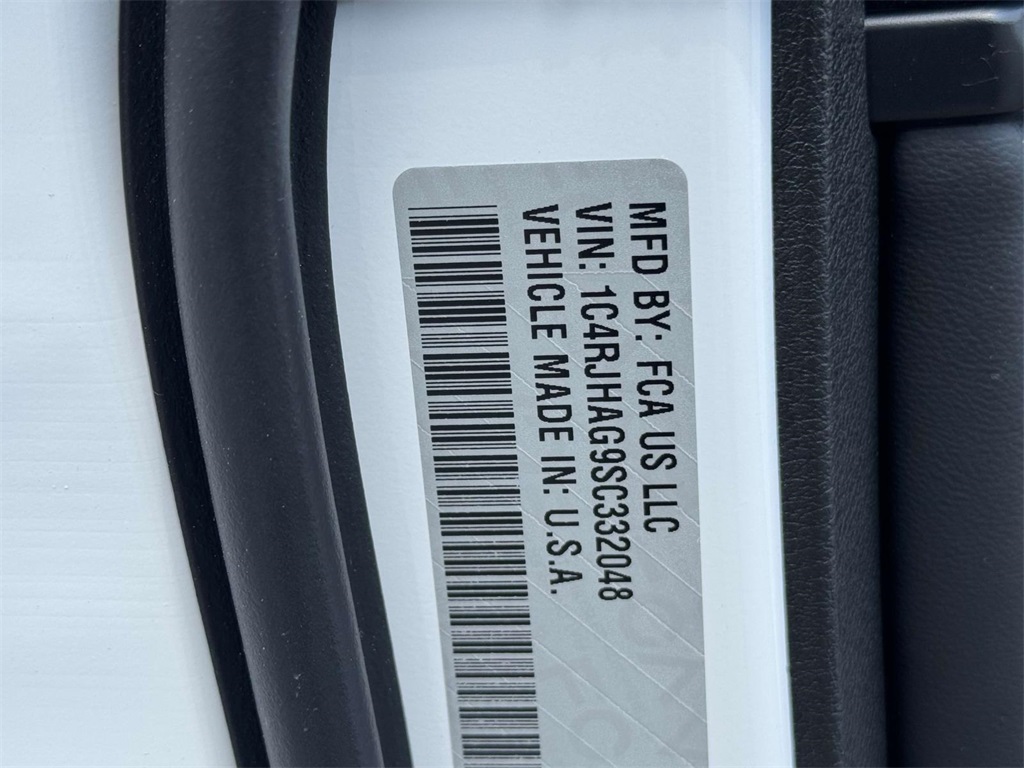 MFD BY: FCA US LLC
VIN: 1C4RJHAG9SC332048
VEHICLE MADE IN: U.S.A.